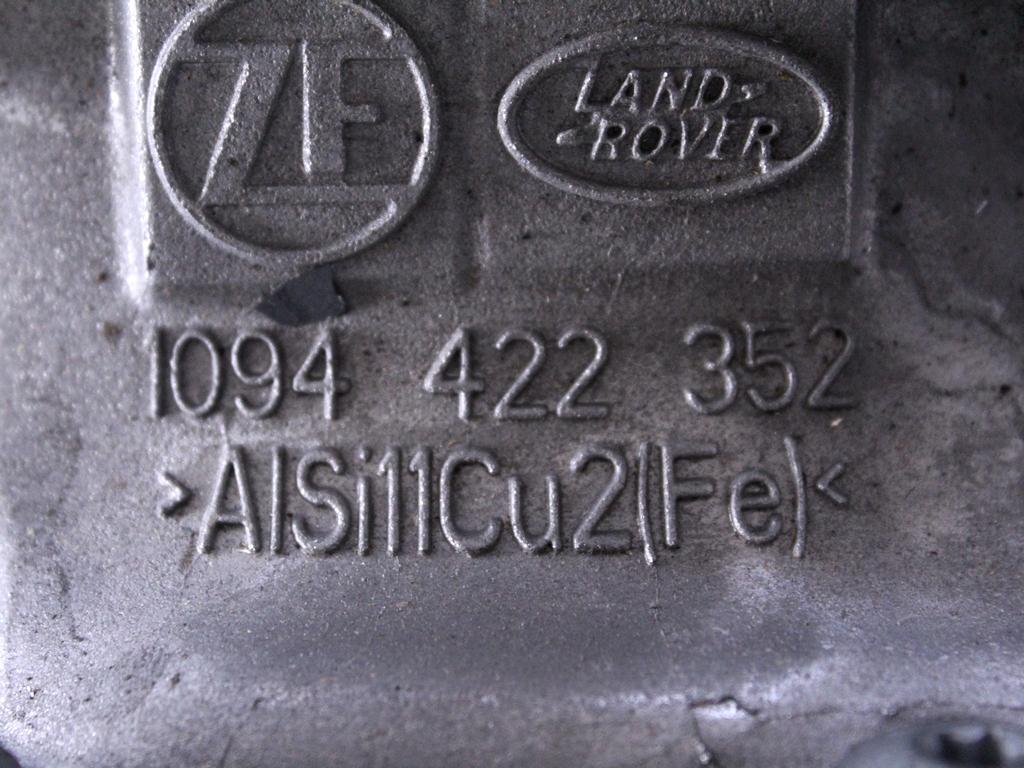 ZF
LAND-
-ROVER
1094 422 352
>AlSi11Cu2(Fe)<